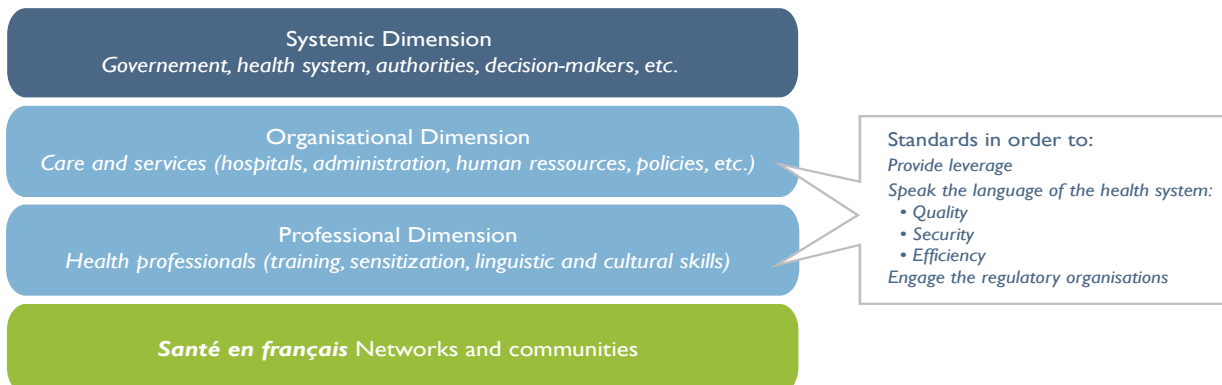 Systemic Dimension
Governement, health system, authorities, decision-makers, etc.
Organisational Dimension
Care and services (hospitals, administration, human ressources, policies, etc.)
Professional Dimension
Health professionals (training, sensitization, linguistic and cultural skills)
Santé en français Networks and communities
Standards in order to:
Provide leverage
Speak the language of the health system:
• Quality
• Security
• Efficiency
Engage the regulatory organisations